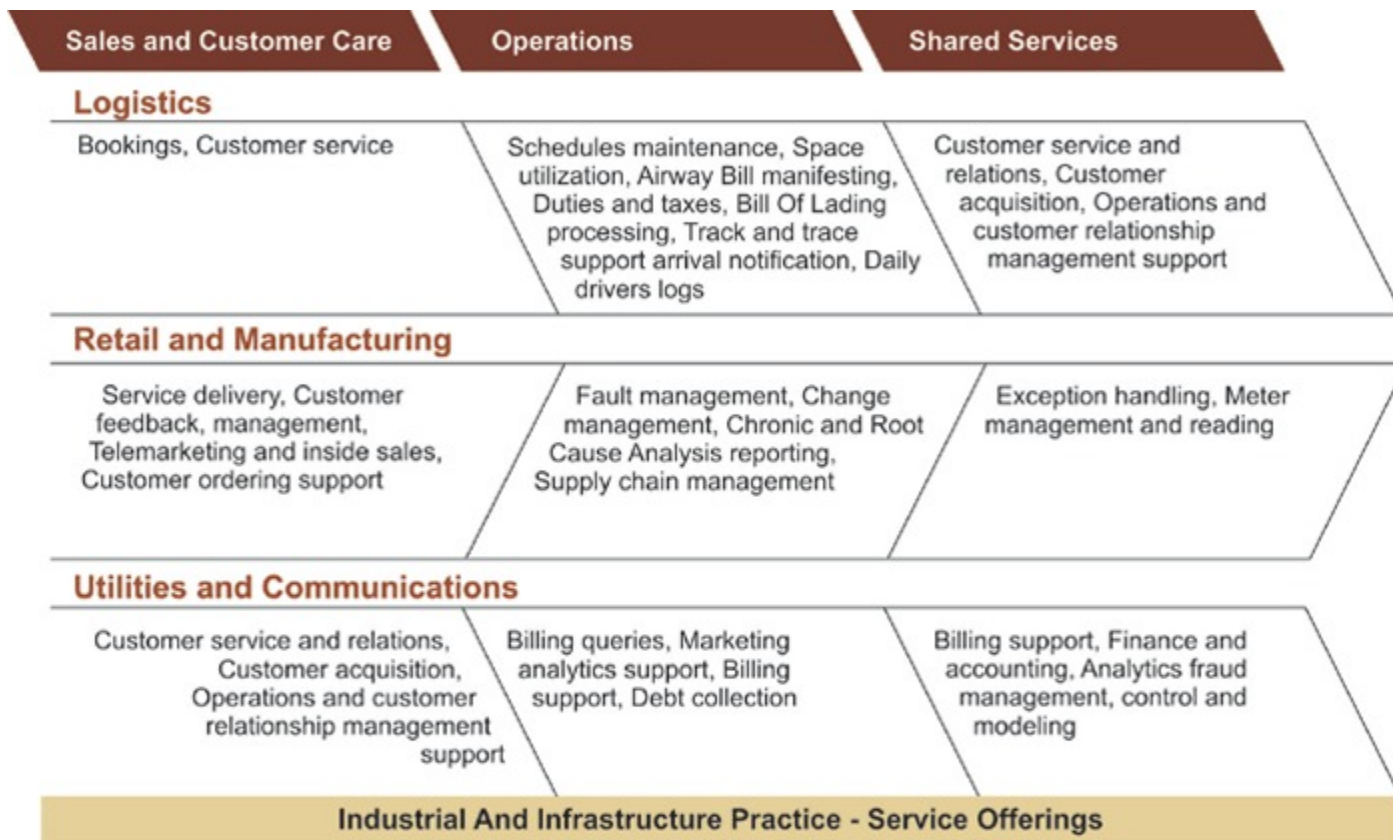 Sales and Customer Care
Operations
Shared Services
Logistics
Bookings, Customer service
Schedules maintenance, Space
utilization, Airway Bill manifesting,
Duties and taxes, Bill Of Lading
processing, Track and trace
support arrival notification, Daily
drivers logs
Customer service and
relations, Customer
acquisition, Operations and
customer relationship
management support
Retail and Manufacturing
Service delivery, Customer
feedback, management,
Telemarketing and inside sales,
Customer ordering support
Fault management, Change
management, Chronic and Root
Cause Analysis reporting,
Supply chain management
Exception handling, Meter
management and reading
Utilities and Communications
Customer service and relations,
Customer acquisition,
Operations and customer
relationship management
support
Billing queries, Marketing
analytics support, Billing
support, Debt collection
Billing support, Finance and
accounting, Analytics fraud
management, control and
modeling
Industrial And Infrastructure Practice - Service Offerings